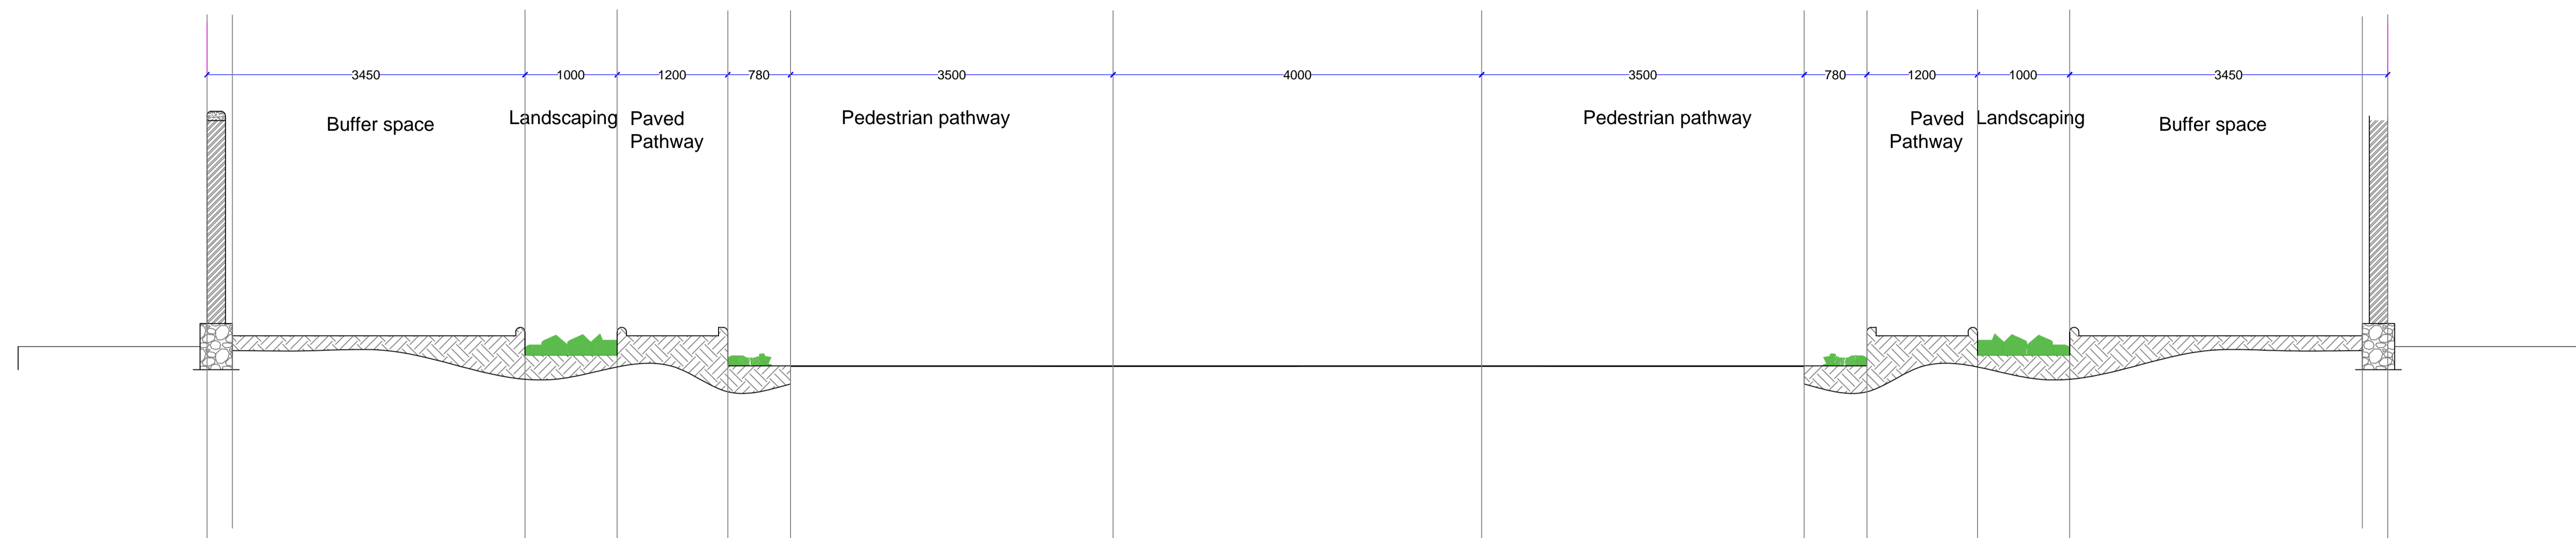 3450 1000 1200 780 3500 4000 3500 780 1200 1000 3450
Buffer space
Landscaping
Paved
Pathway
Pedestrian pathway
Pedestrian pathway
Paved
Pathway
Landscaping
Buffer space